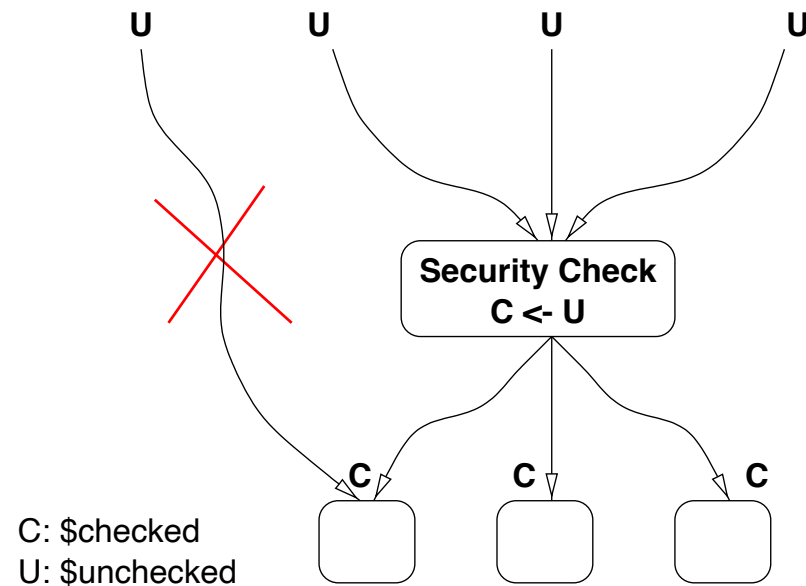 U U U U
Security Check
C <- U
C C C
C: $checked
U: $unchecked